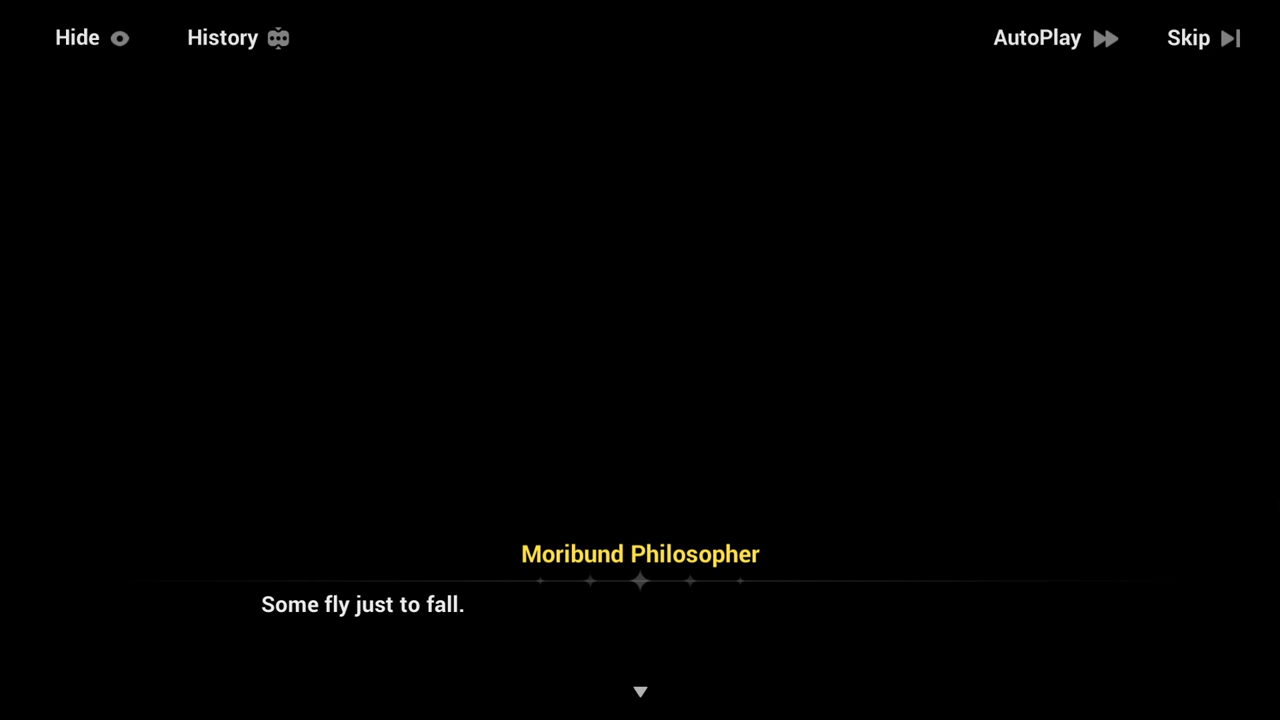 Hide
History
AutoPlay
Skip
Moribund Philosopher
Some fly just to fall.